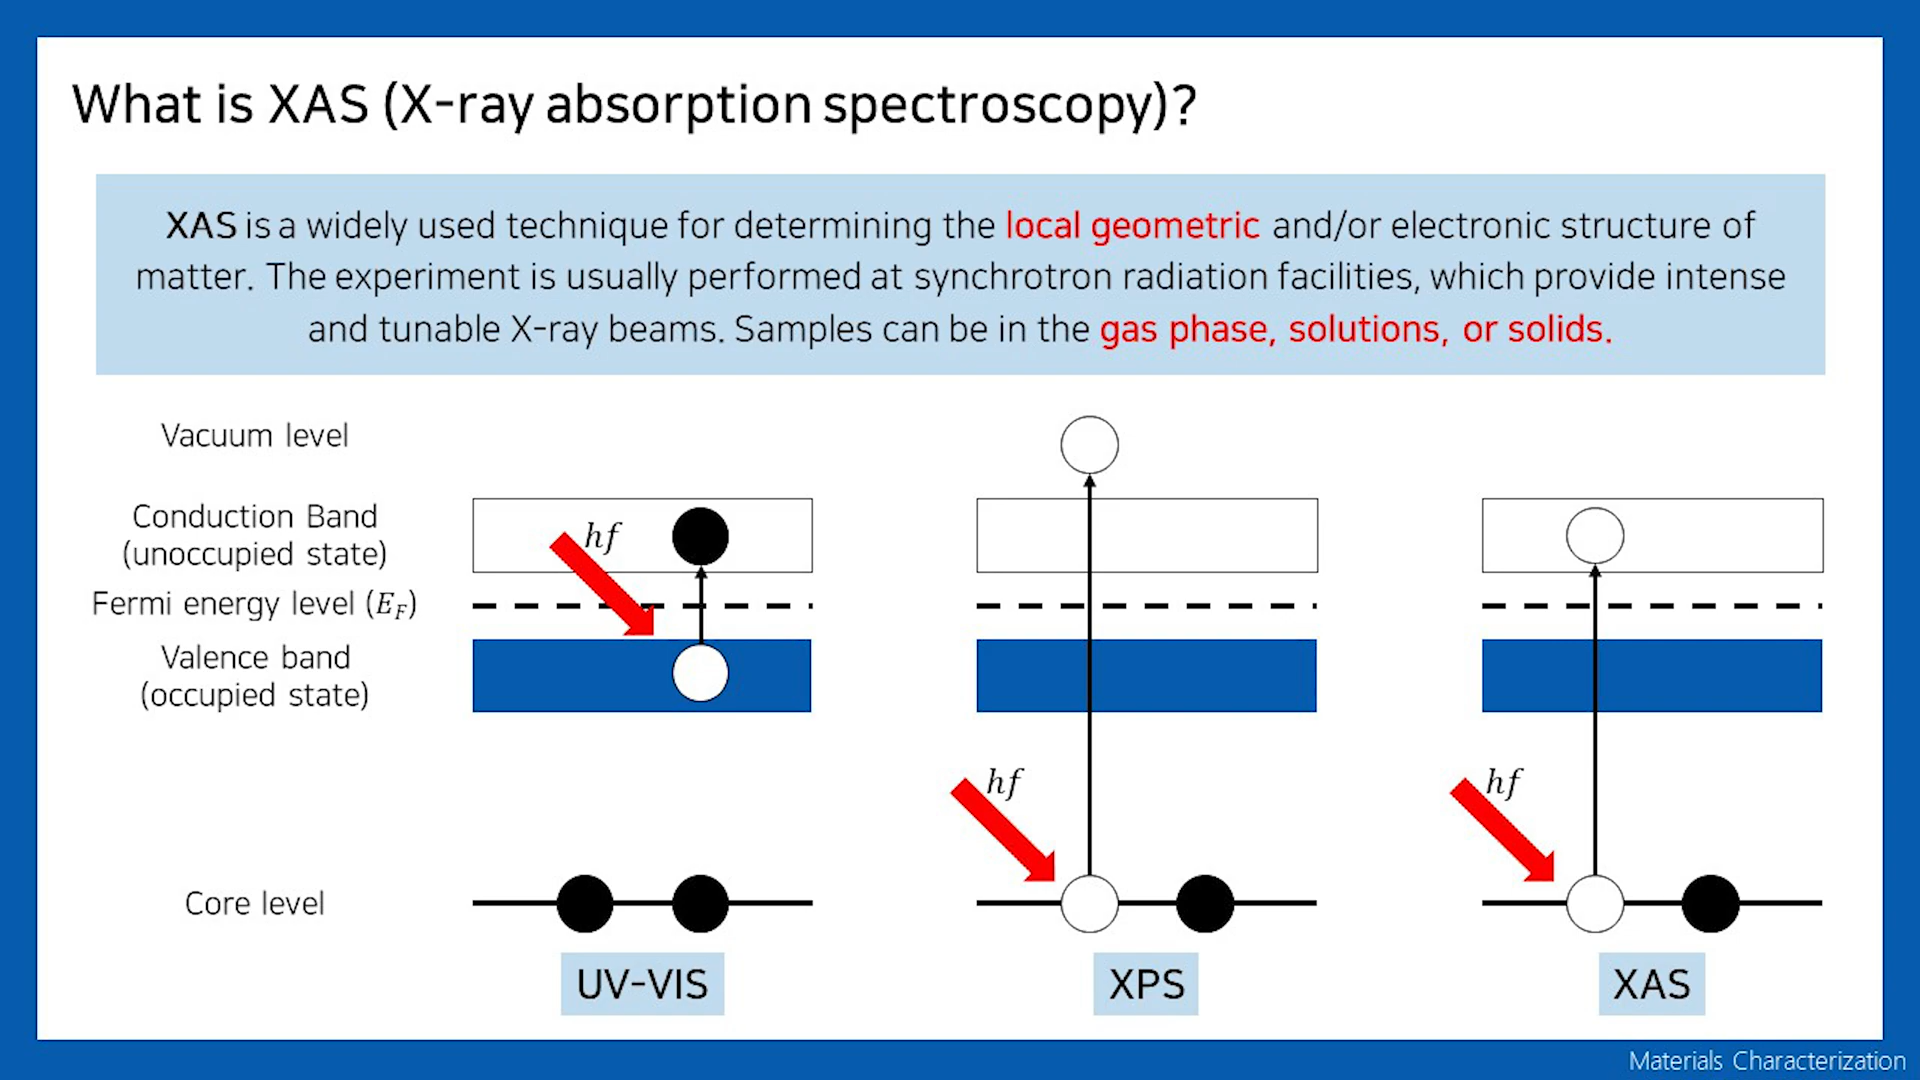 What is XAS (X-ray absorption spectroscopy)?
XAS is a widely used technique for determining the local geometric and/or electronic structure of
matter. The experiment is usually performed at synchrotron radiation facilities, which provide intense
and tunable X-ray beams. Samples can be in the gas phase, solutions, or solids.
Vacuum level
Conduction Band
(unoccupied state)
Fermi energy level (E_F)
Valence band
(occupied state)
Core level
hf
hf
hf
UV-VIS
XPS
XAS
Materials Characterization